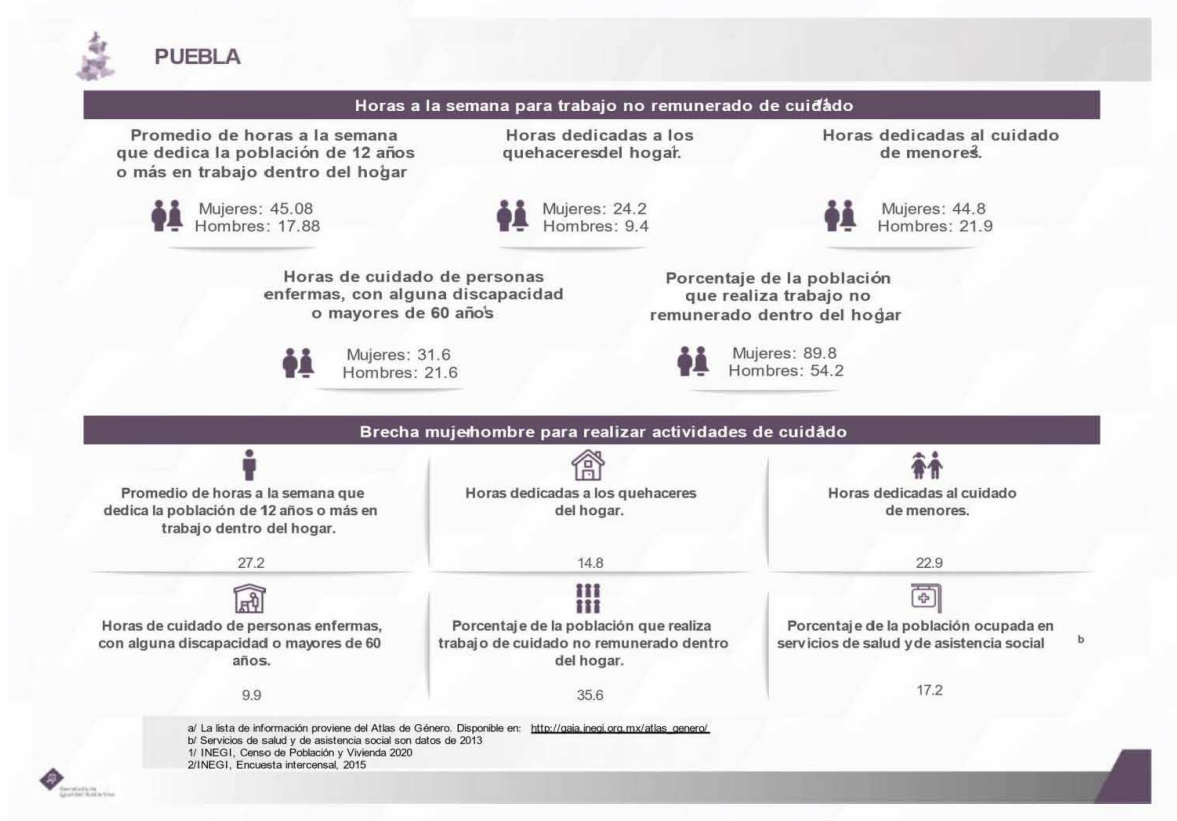 PUEBLA
Horas a la semana para trabajo no remunerado de cuidado
Promedio de horas a la semana
que dedica la población de 12 años
o más en trabajo dentro del hogar
Mujeres: 45.08
Hombres: 17.88
Horas dedicadas a los
quehaceresdel hogar.
Mujeres: 24.2
Hombres: 9.4
Horas dedicadas al cuidado
de menores.
Mujeres: 44.8
Hombres: 21.9
Horas de cuidado de personas
enfermas, con alguna discapacidad
o mayores de 60 años
Mujeres: 31.6
Hombres: 21.6
Porcentaje de la población
que realiza trabajo no
remunerado dentro del hogar
Mujeres: 89.8
Hombres: 54.2
Brecha mujer-hombre para realizar actividades de cuidado
Promedio de horas a la semana que
dedica la población de 12 años o más en
trabajo dentro del hogar.
27.2
Horas dedicadas a los quehaceres
del hogar.
14.8
Horas dedicadas al cuidado
de menores.
22.9
Horas de cuidado de personas enfermas,
con alguna discapacidad o mayores de 60
años.
9.9
Porcentaje de la población que realiza
trabajo de cuidado no remunerado dentro
del hogar.
35.6
Porcentaje de la población ocupada en
servicios de salud y de asistencia social b
17.2
a/ La lista de información proviene del Atlas de Género. Disponible en: http://gaia.inegi.org.mx/atlas_genero/
b/ Servicios de salud y de asistencia social son datos de 2013
1/ INEGI, Censo de Población y Vivienda 2020
2/INEGI, Encuesta intercensal, 2015